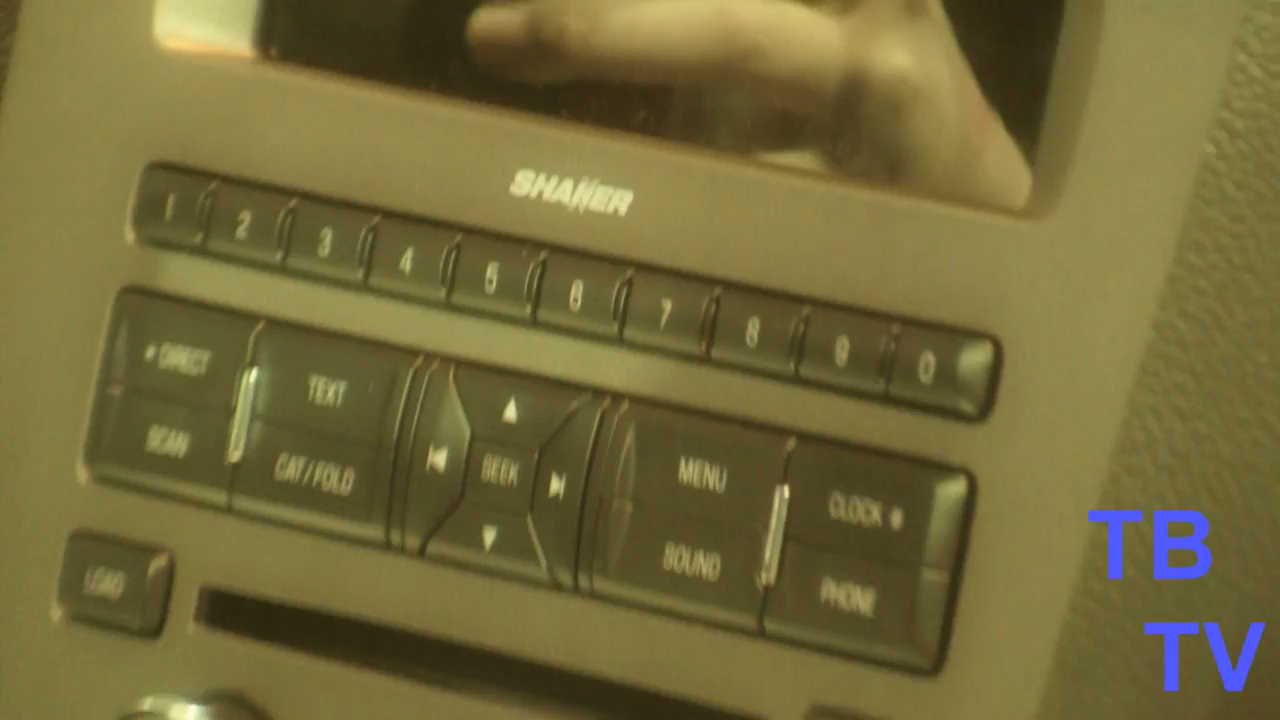 SHAKER
1 2 3 4 5 6 7 8 9 0
* DIRECT TEXT MENU CLOCK #
SCAN CAT/FOLD SEEK SOUND PHONE
LOAD
TB
TV